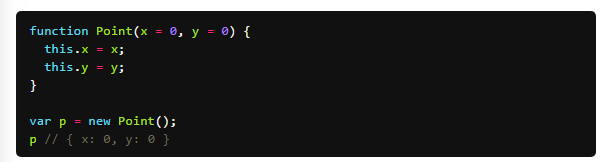 function Point(x = 0, y = 0) {
  this.x = x;
  this.y = y;
}

var p = new Point();
p // { x: 0, y: 0 }